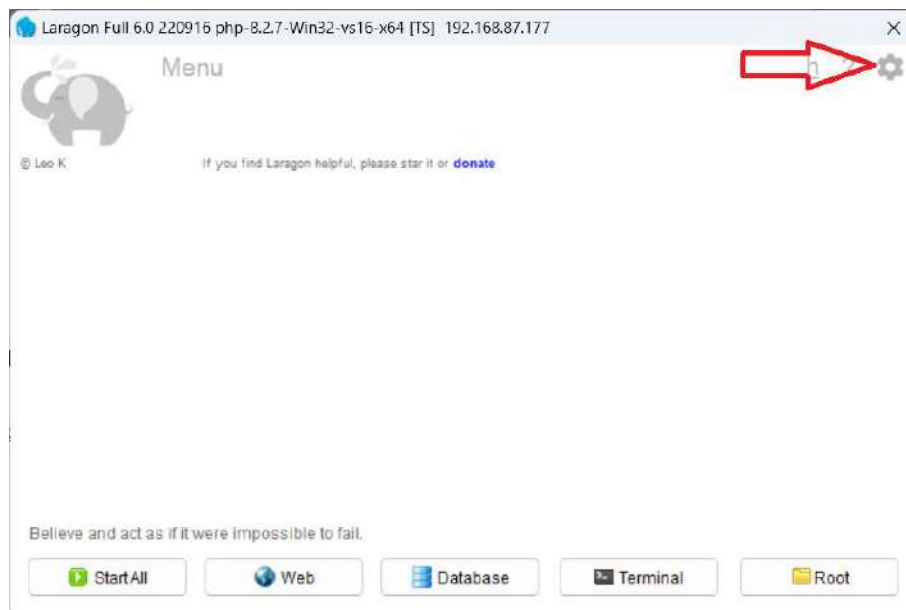 Laragon Full 6.0 220916 php-8.2.7-Win32-vs16-x64 [TS] 192.168.87.177
Menu
h ?
© Leo K
If you find Laragon helpful, please star it or donate
Believe and act as if it were impossible to fail.
Start All
Web
Database
Terminal
Root